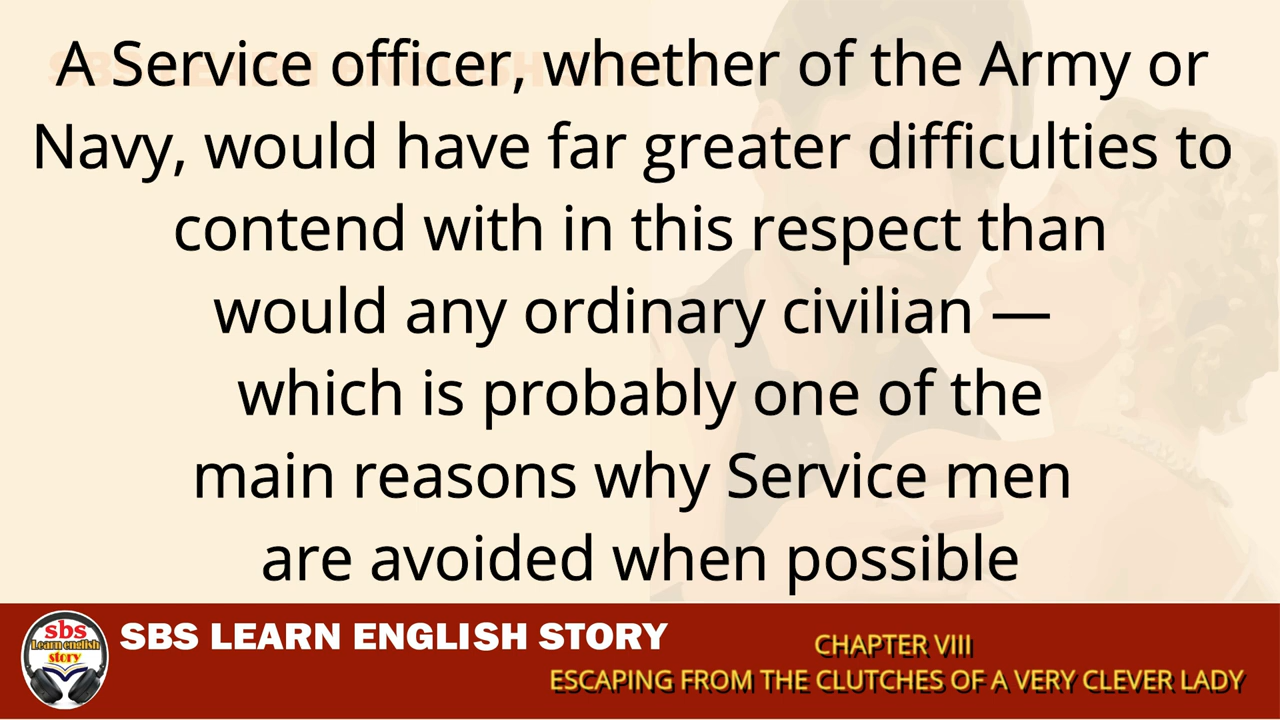 A Service officer, whether of the Army or
Navy, would have far greater difficulties to
contend with in this respect than
would any ordinary civilian —
which is probably one of the
main reasons why Service men
are avoided when possible
sbs
Learn english
story
SBS LEARN ENGLISH STORY
CHAPTER VIII
ESCAPING FROM THE CLUTCHES OF A VERY CLEVER LADY